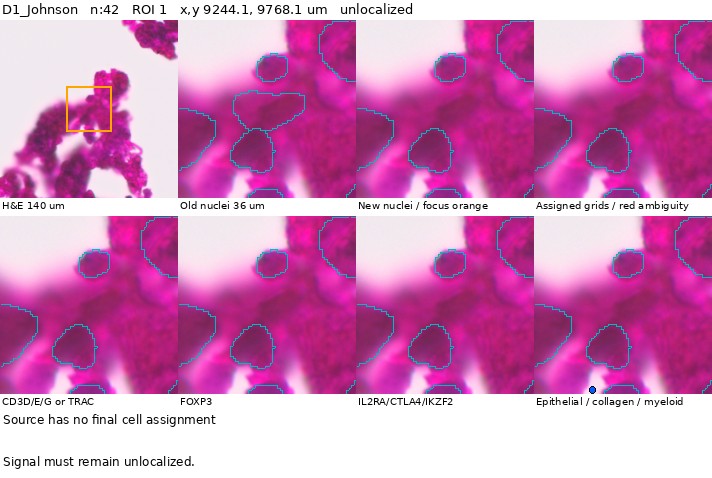 D1_Johnson n:42 ROI 1 x,y 9244.1, 9768.1 um unlocalized
H&E 140 um
Old nuclei 36 um
New nuclei / focus orange
Assigned grids / red ambiguity
CD3D/E/G or TRAC
FOXP3
IL2RA/CTLA4/IKZF2
Epithelial / collagen / myeloid
Source has no final cell assignment
Signal must remain unlocalized.